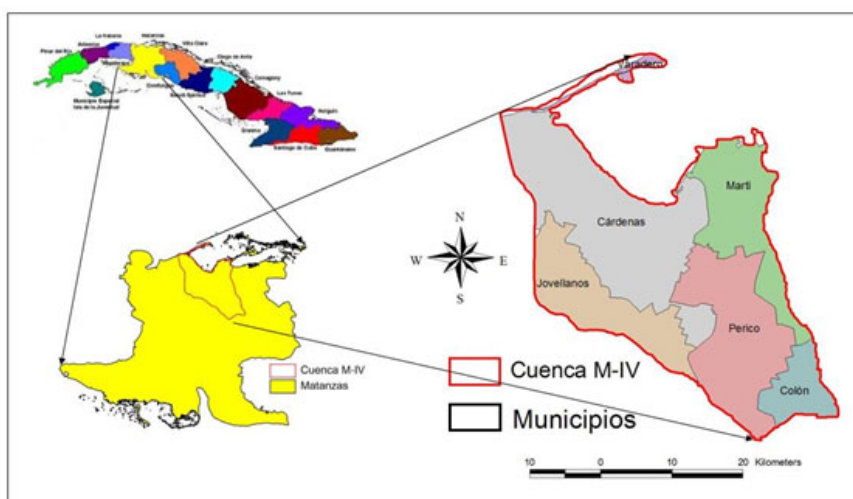 La Habana
Matanzas
Villa Clara
Artemisa
Ciego de Avila
Pinar del Río
Camagüey
Mayabeque
Cienfuegos
Las Tunas
Sancti Spíritus
Municipio Especial
Isla de la Juventud
Holguín
Granma
Santiago de Cuba
Guantánamo
Varadero
Martí
Cárdenas
N
W E
S
Jovellanos
Perico
Colón
Cuenca M-IV
Matanzas
Cuenca M-IV
Municipios
10 0 10 20 Kilometers